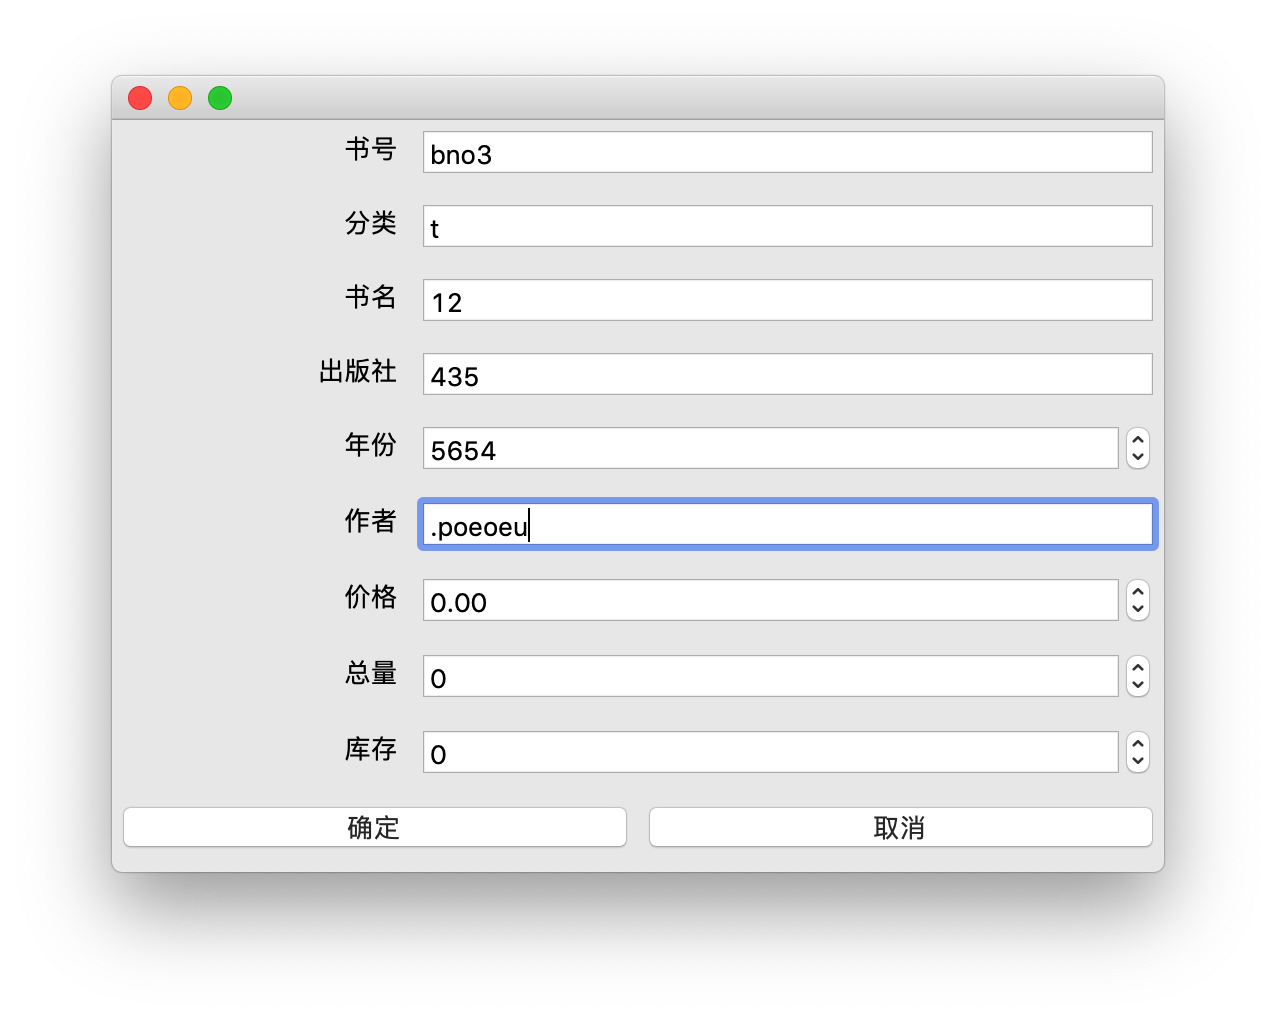 书号 bno3
分类 t
书名 12
出版社 435
年份 5654
作者 .poeoeu
价格 0.00
总量 0
库存 0
确定 取消